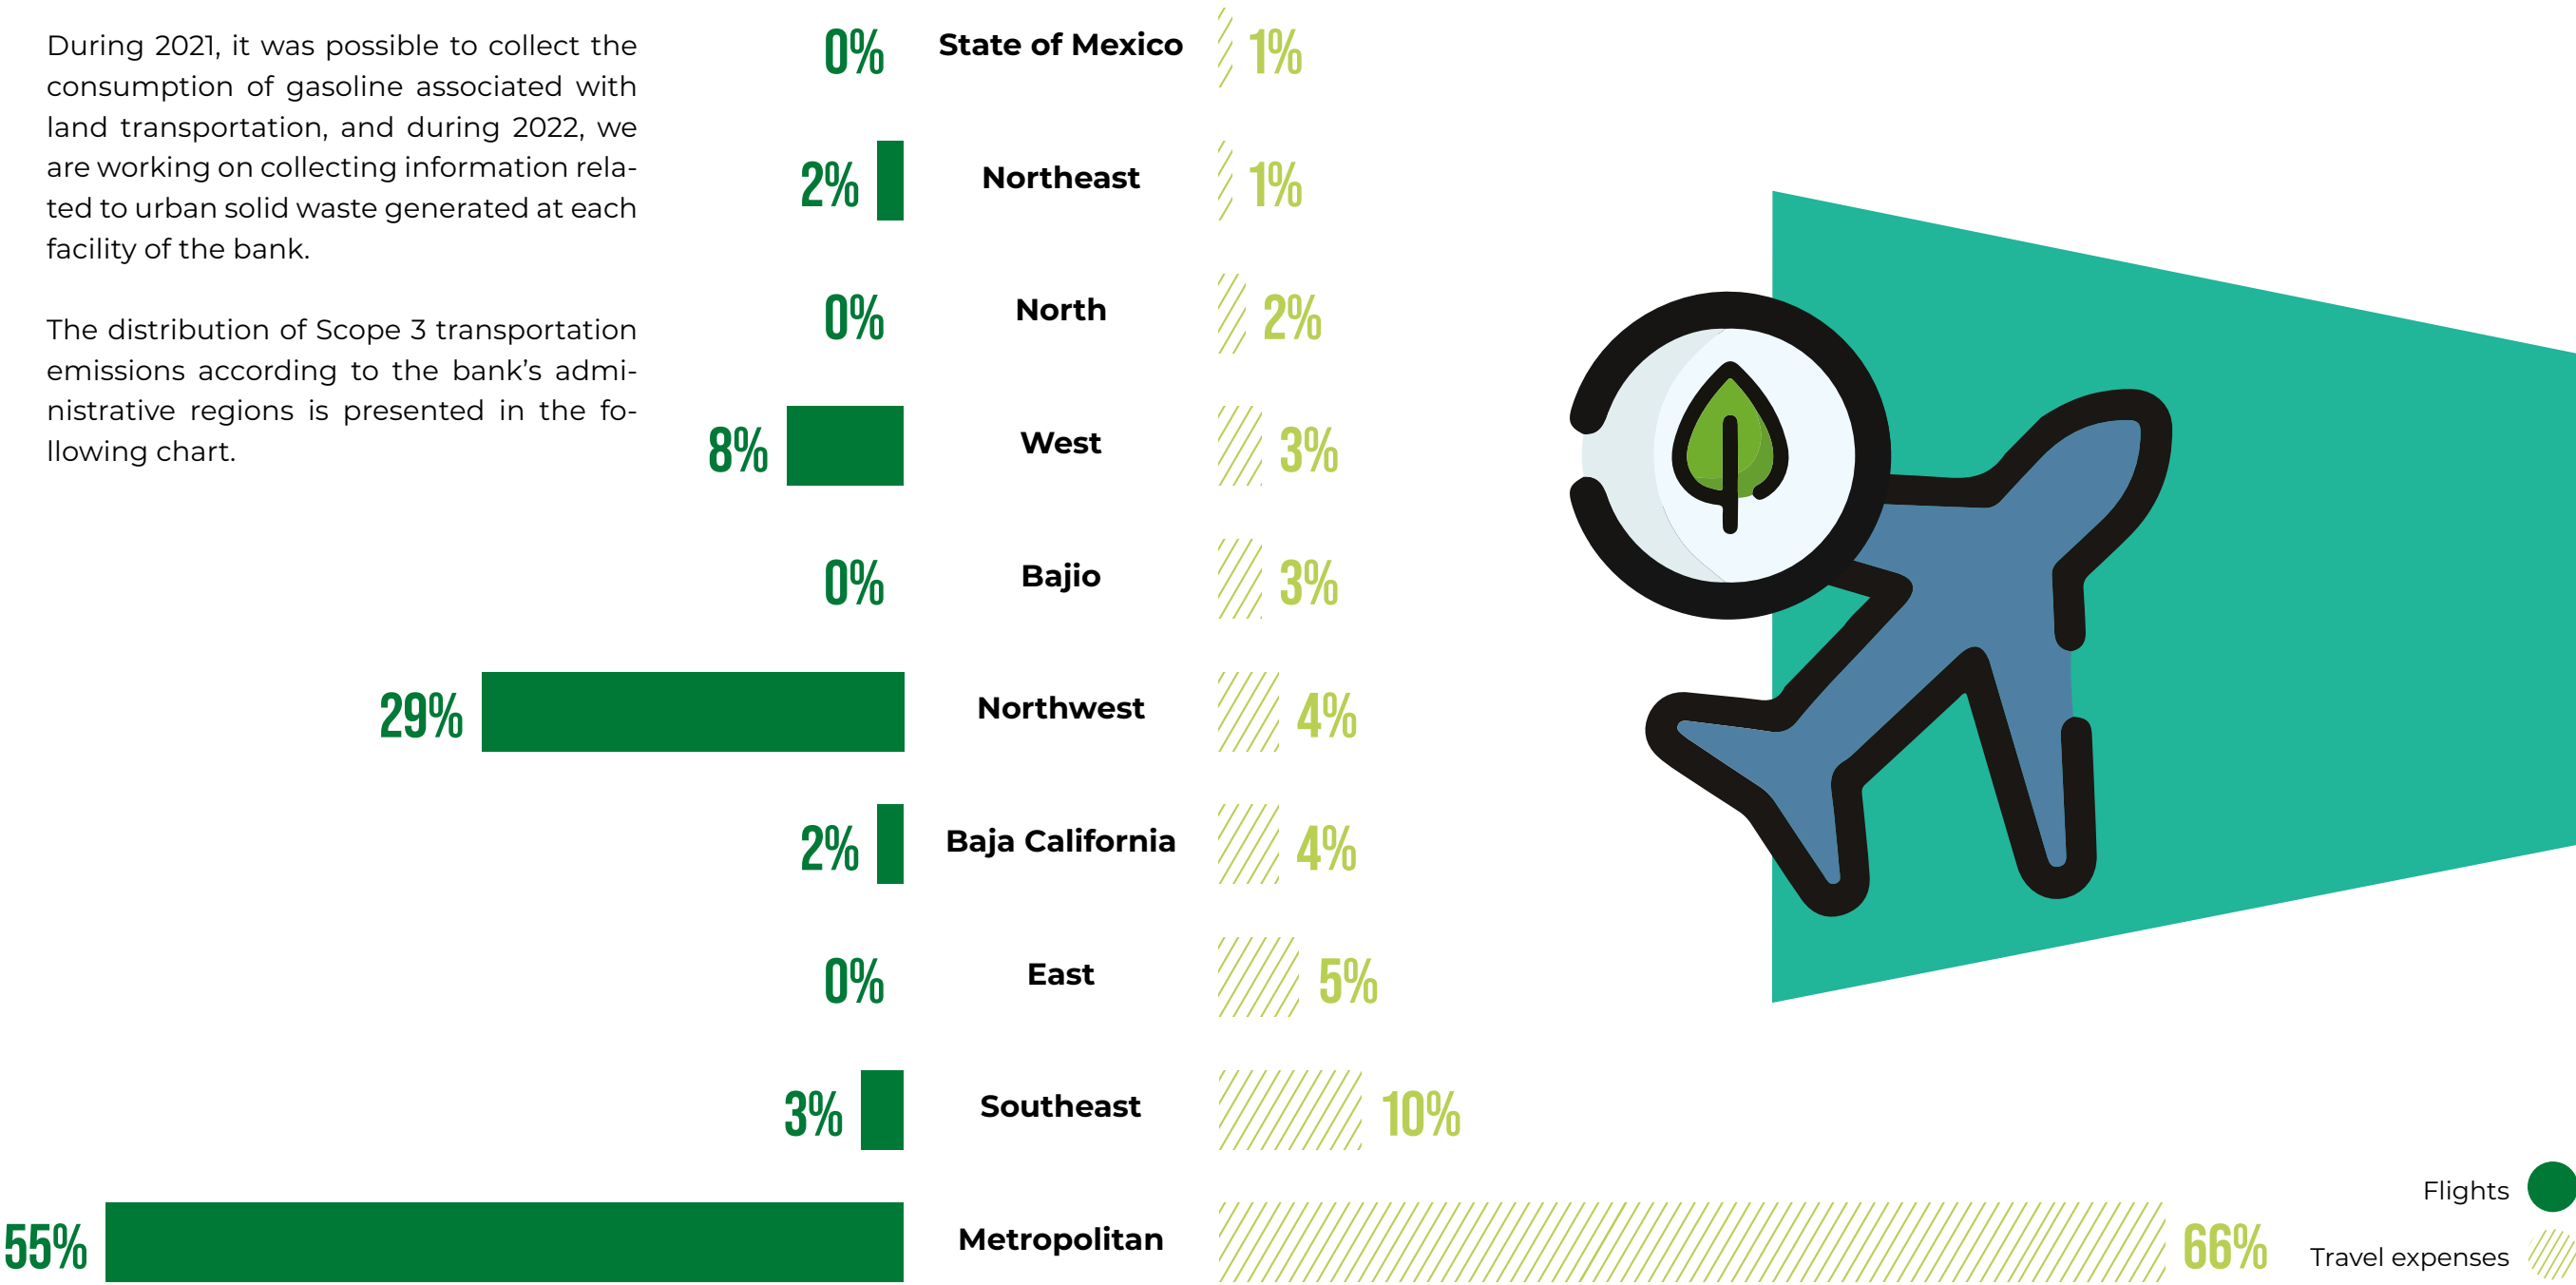 During 2021, it was possible to collect the
consumption of gasoline associated with
land transportation, and during 2022, we
are working on collecting information rela-
ted to urban solid waste generated at each
facility of the bank.
The distribution of Scope 3 transportation
emissions according to the bank’s admi-
nistrative regions is presented in the fo-
llowing chart.
0% State of Mexico 1%
2% Northeast 1%
0% North 2%
8% West 3%
0% Bajio 3%
29% Northwest 4%
2% Baja California 4%
0% East 5%
3% Southeast 10%
55% Metropolitan 66%
Flights
Travel expenses